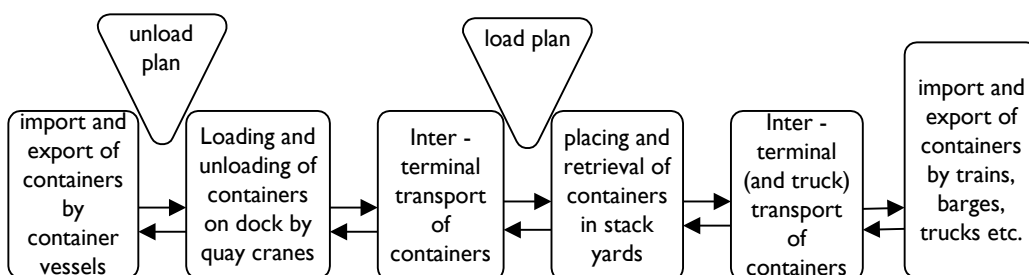 unload
plan
load plan
import and
export of
containers
by
container
vessels
Loading and
unloading of
containers
on dock by
quay cranes
Inter -
terminal
transport
of
containers
placing and
retrieval of
containers
in stack
yards
Inter -
terminal
(and truck)
transport
of
containers
import and
export of
containers
by trains,
barges,
trucks etc.